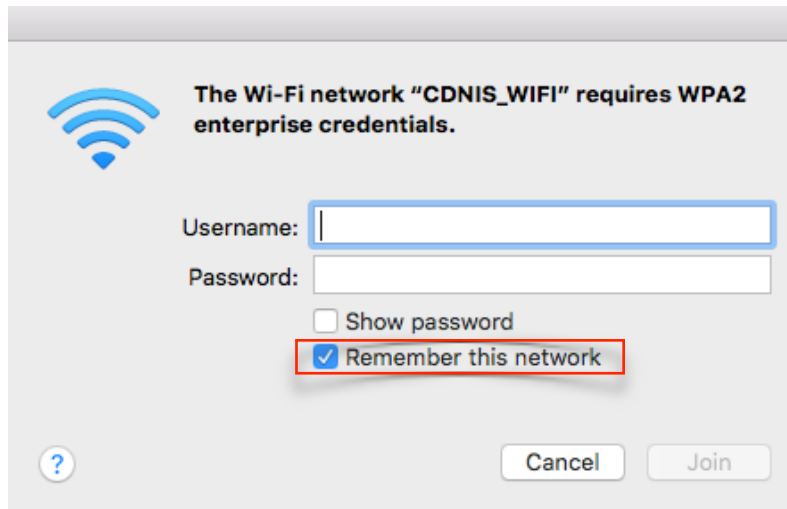 The Wi-Fi network “CDNIS_WIFI” requires WPA2
enterprise credentials.
Username:
Password:
Show password
Remember this network
?
Cancel
Join